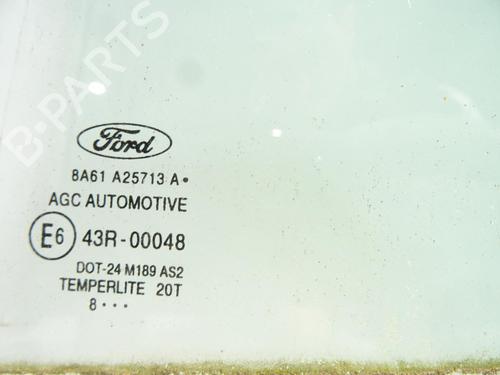 B-PARTS
Ford
8A61 A25713 A•
AGC AUTOMOTIVE
E6 43R-00048
DOT-24 M189 AS2
TEMPERLITE 20T
8···